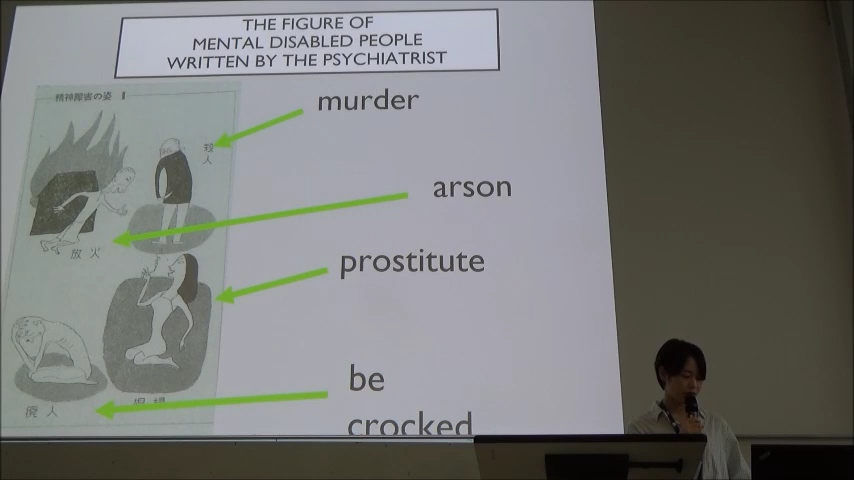 THE FIGURE OF
MENTAL DISABLED PEOPLE
WRITTEN BY THE PSYCHIATRIST
精神障害の姿
murder
殺人
arson
放火
prostitute
be
crocked
廃人